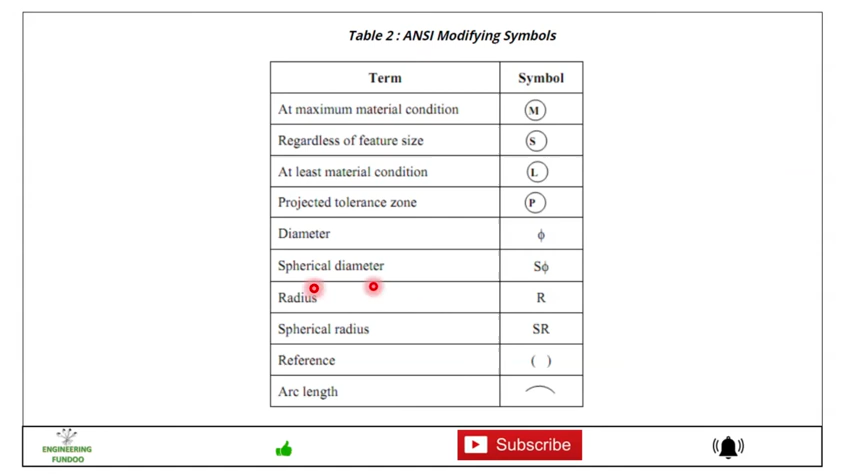 Table 2 : ANSI Modifying Symbols
Term Symbol
At maximum material condition Ⓜ
Regardless of feature size Ⓢ
At least material condition Ⓛ
Projected tolerance zone Ⓟ
Diameter ϕ
Spherical diameter Sϕ
Radius R
Spherical radius SR
Reference ( )
Arc length ⌒
ENGINEERING
FUNDOO
Subscribe